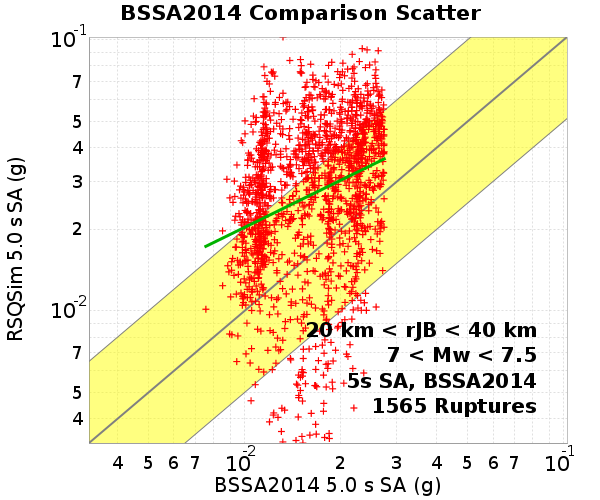 BSSA2014 Comparison Scatter
RSQSim 5.0 s SA (g)
10^-1
7
5
4
3
2
10^-2
7
5
4
20 km < rJB < 40 km
7 < Mw < 7.5
5s SA, BSSA2014
1565 Ruptures
4 5 6 7 10^-2 2 3 4 5 6 7 10^-1
BSSA2014 5.0 s SA (g)